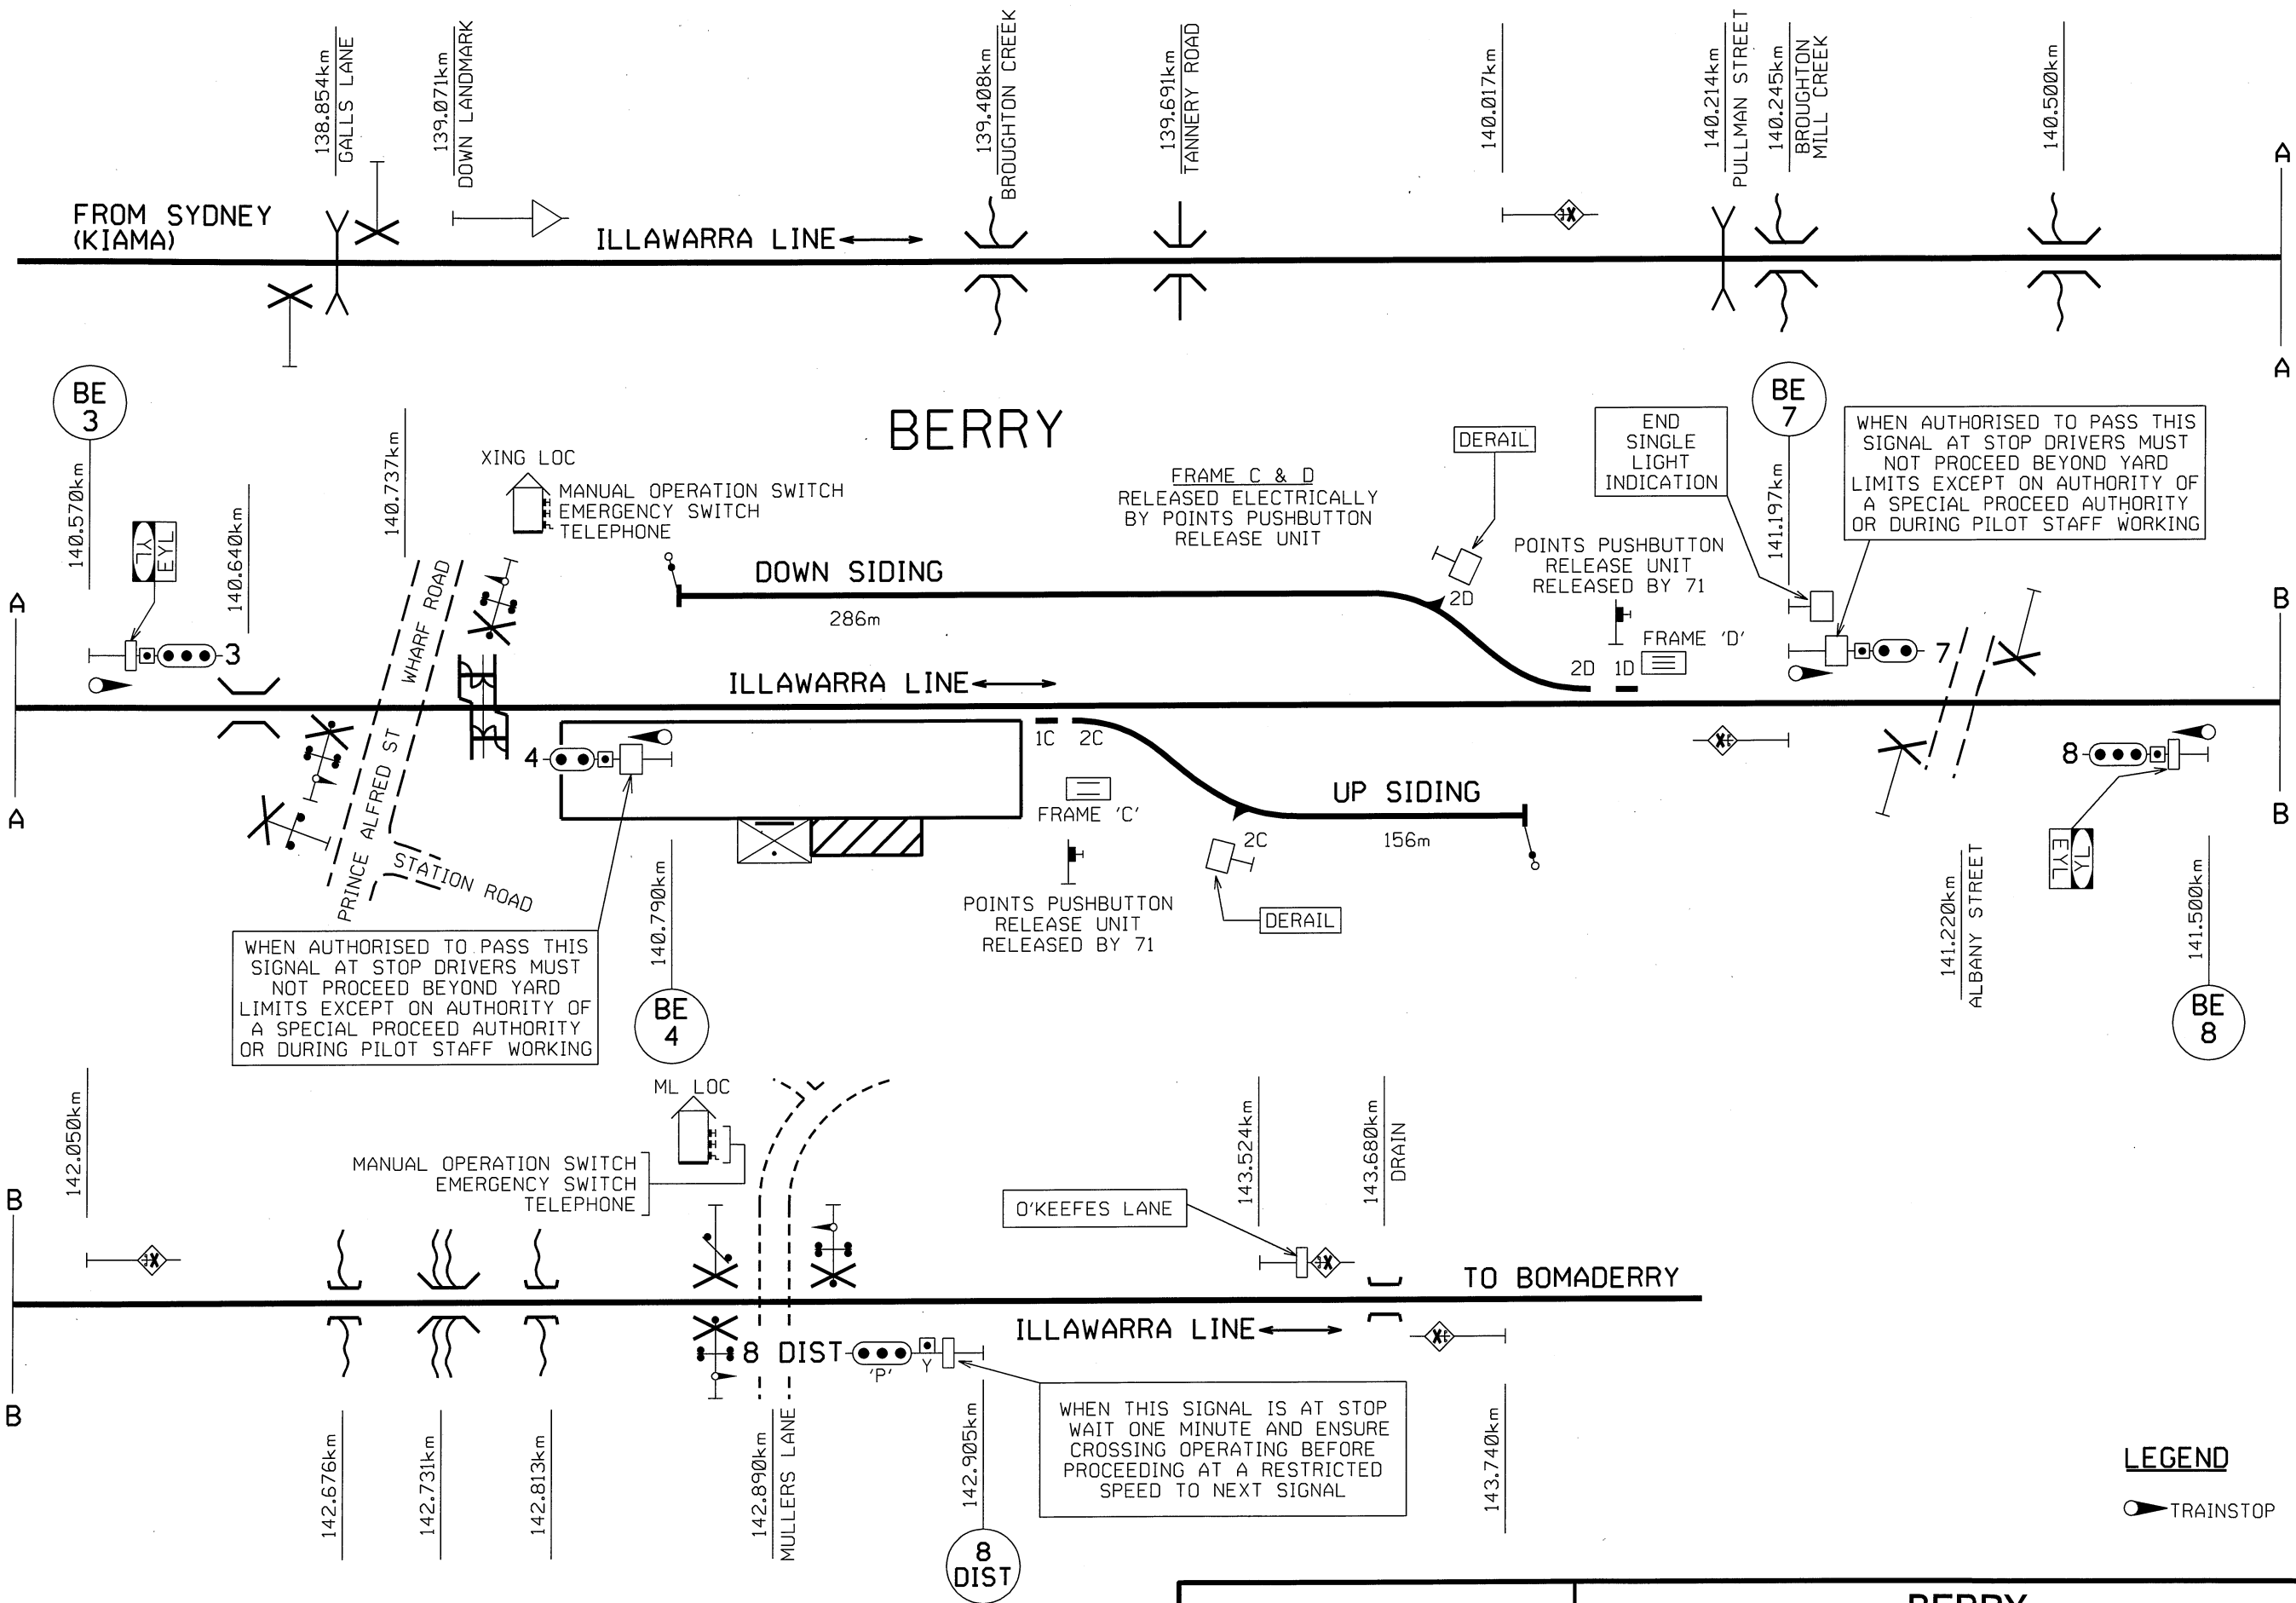 138.854km
GALLS LANE
139.071km
DOWN LANDMARK
139.408km
BROUGHTON CREEK
139.691km
TANNERY ROAD
140.017km
140.214km
PULLMAN STREET
140.245km
BROUGHTON
MILL CREEK
140.500km
A
FROM SYDNEY
(KIAMA)
ILLAWARRA LINE
A
BE
3
140.570km
YL
EYL
140.640km
140.737km
XING LOC
MANUAL OPERATION SWITCH
EMERGENCY SWITCH
TELEPHONE
BERRY
FRAME C & D
RELEASED ELECTRICALLY
BY POINTS PUSHBUTTON
RELEASE UNIT
DERAIL
END
SINGLE
LIGHT
INDICATION
BE
7
141.197km
WHEN AUTHORISED TO PASS THIS
SIGNAL AT STOP DRIVERS MUST
NOT PROCEED BEYOND YARD
LIMITS EXCEPT ON AUTHORITY OF
A SPECIAL PROCEED AUTHORITY
OR DURING PILOT STAFF WORKING
POINTS PUSHBUTTON
RELEASE UNIT
RELEASED BY 71
DOWN SIDING
286m
2D
FRAME 'D'
2D 1D
A
3
WHARF ROAD
ILLAWARRA LINE
7
B
A
PRINCE ALFRED ST
STATION ROAD
4
1C 2C
FRAME 'C'
UP SIDING
156m
2C
DERAIL
POINTS PUSHBUTTON
RELEASE UNIT
RELEASED BY 71
8
YL
EYL
B
140.790km
BE
4
WHEN AUTHORISED TO PASS THIS
SIGNAL AT STOP DRIVERS MUST
NOT PROCEED BEYOND YARD
LIMITS EXCEPT ON AUTHORITY OF
A SPECIAL PROCEED AUTHORITY
OR DURING PILOT STAFF WORKING
141.220km
ALBANY STREET
141.500km
BE
8
142.050km
ML LOC
MANUAL OPERATION SWITCH
EMERGENCY SWITCH
TELEPHONE
O'KEEFES LANE
143.524km
143.680km
DRAIN
B
TO BOMADERRY
ILLAWARRA LINE
8 DIST
'P'
Y
B
142.676km
142.731km
142.813km
142.890km
MULLERS LANE
142.905km
8
DIST
WHEN THIS SIGNAL IS AT STOP
WAIT ONE MINUTE AND ENSURE
CROSSING OPERATING BEFORE
PROCEEDING AT A RESTRICTED
SPEED TO NEXT SIGNAL
143.740km
LEGEND
TRAINSTOP
BERRY